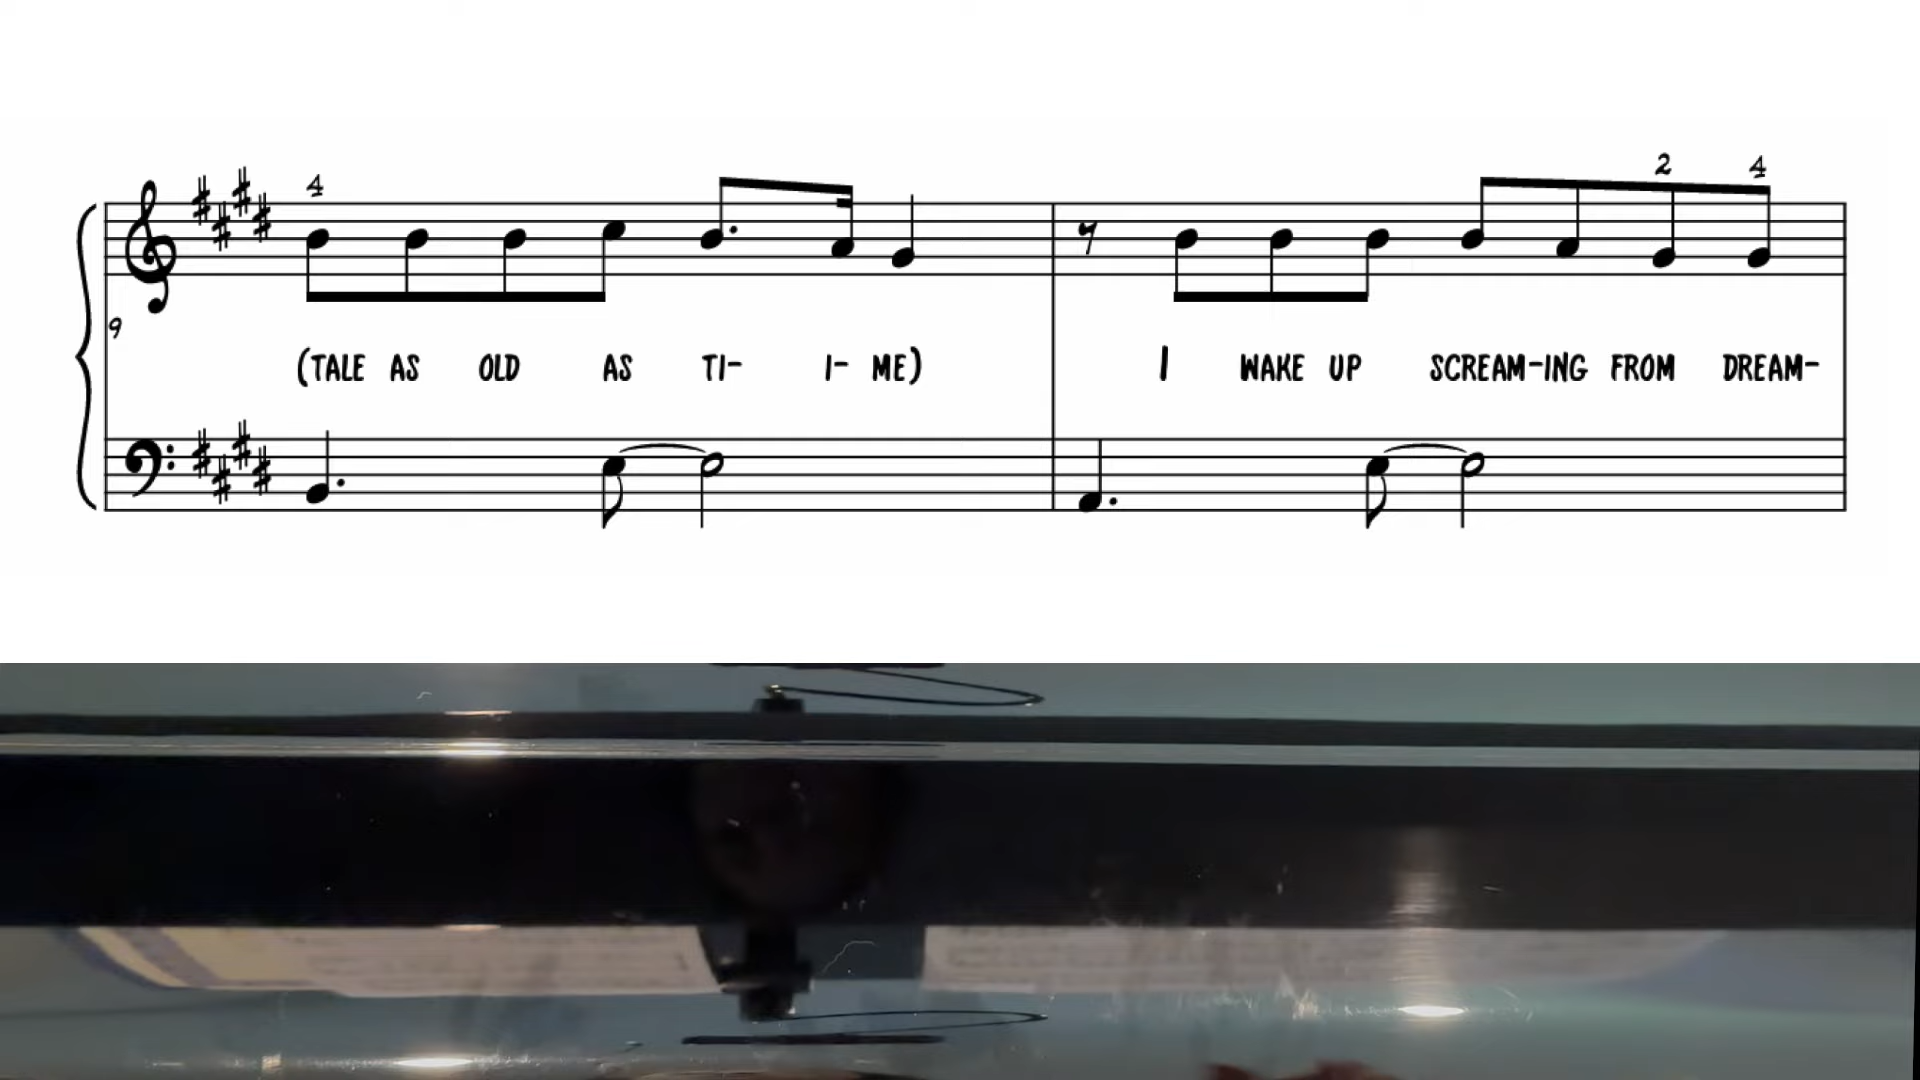 4 2 4
9
(TALE AS OLD AS TI- I- ME) I WAKE UP SCREAM-ING FROM DREAM-